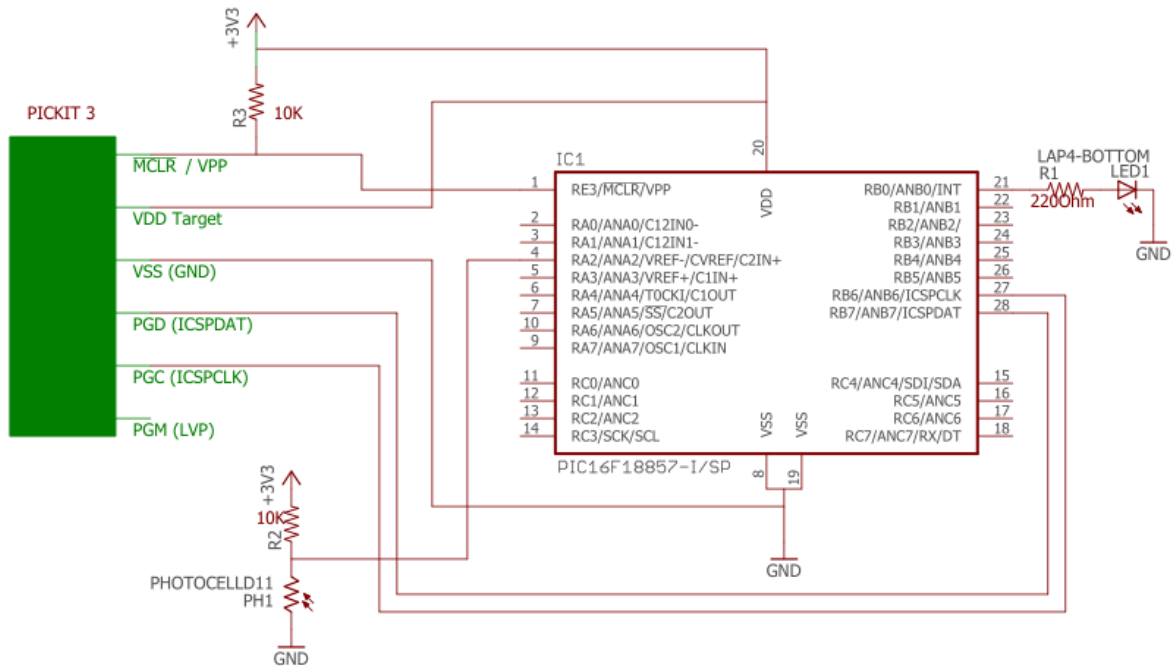 +3V3
R3
10K
PICKIT 3
MCLR / VPP
VDD Target
VSS (GND)
PGD (ICSPDAT)
PGC (ICSPCLK)
PGM (LVP)
IC1
20
VDD
1 RE3/MCLR/VPP
2 RA0/ANA0/C12IN0-
3 RA1/ANA1/C12IN1-
4 RA2/ANA2/VREF-/CVREF/C2IN+
5 RA3/ANA3/VREF+/C1IN+
6 RA4/ANA4/T0CKI/C1OUT
7 RA5/ANA5/SS/C2OUT
10 RA6/ANA6/OSC2/CLKOUT
9 RA7/ANA7/OSC1/CLKIN
11 RC0/ANC0
12 RC1/ANC1
13 RC2/ANC2
14 RC3/SCK/SCL
RB0/ANB0/INT 21
RB1/ANB1 22
RB2/ANB2/ 23
RB3/ANB3 24
RB4/ANB4 25
RB5/ANB5 26
RB6/ANB6/ICSPCLK 27
RB7/ANB7/ICSPDAT 28
RC4/ANC4/SDI/SDA 15
RC5/ANC5 16
RC6/ANC6 17
RC7/ANC7/RX/DT 18
VSS
VSS
8
19
PIC16F18857-I/SP
GND
LAP4-BOTTOM
R1
LED1
220Ohm
GND
+3V3
10K
R2
PHOTOCELLD11
PH1
GND